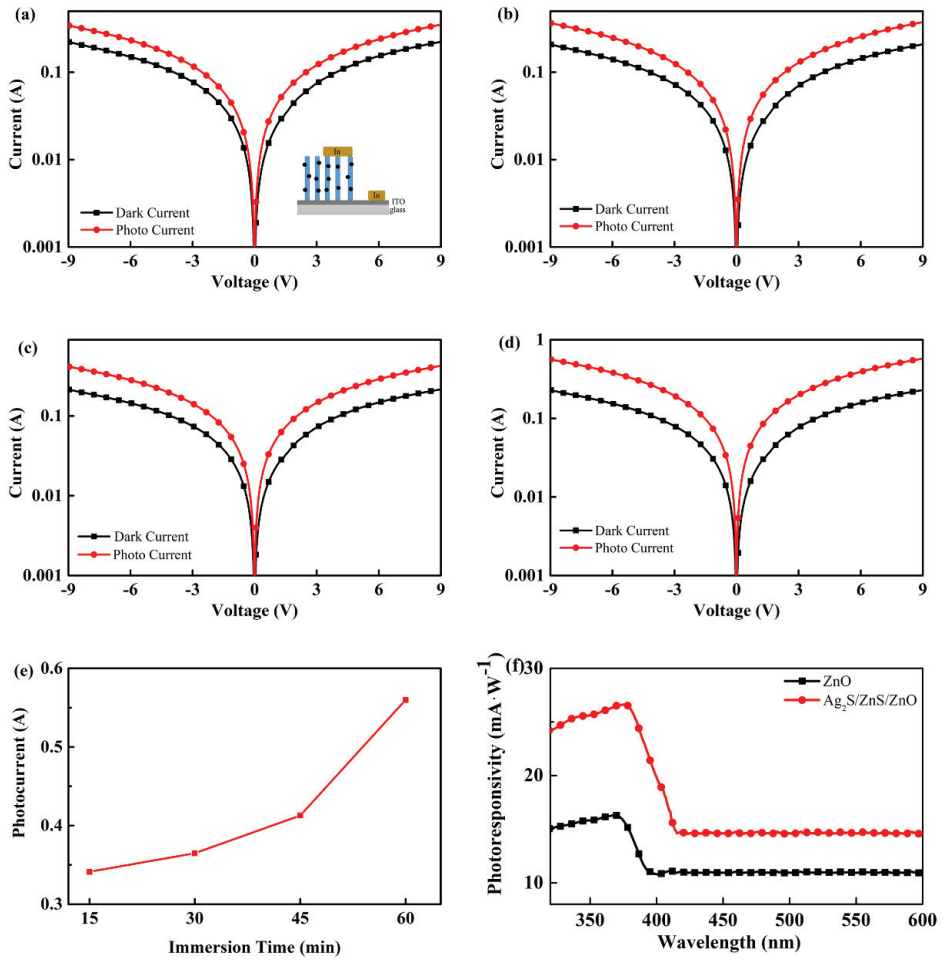 (a)
Current (A)
0.1
0.01
0.001
In
In
ITO
glass
Dark Current
Photo Current
-9 -6 -3 0 3 6 9
Voltage (V)
(b)
Current (A)
0.1
0.01
0.001
Dark Current
Photo Current
-9 -6 -3 0 3 6 9
Voltage (V)
(c)
Current (A)
0.1
0.01
0.001
Dark Current
Photo Current
-9 -6 -3 0 3 6 9
Voltage (V)
(d)
Current (A)
1
0.1
0.01
0.001
Dark Current
Photo Current
-9 -6 -3 0 3 6 9
Voltage (V)
(e)
Photocurrent (A)
0.6
0.5
0.4
0.3
15 30 45 60
Immersion Time (min)
(f)
Photoresponsivity (mA·W⁻¹)
30
20
10
ZnO
Ag₂S/ZnS/ZnO
350 400 450 500 550 600
Wavelength (nm)